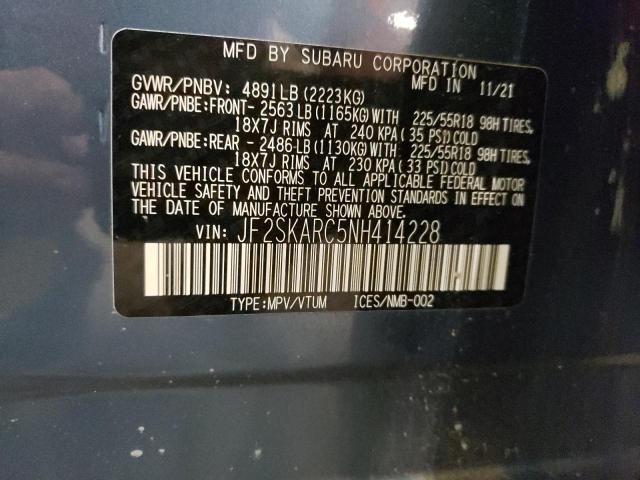 MFD BY SUBARU CORPORATION
GVWR/PNBV: 4891LB(2223KG) MFD IN 11/21
GAWR/PNBE:FRONT-2563LB(1165KG)WITH 225/55R18 98H TIRES,
18X7J RIMS AT 240 KPA(35 PSI)COLD
GAWR/PNBE:REAR -2486LB(1130KG)WITH 225/55R18 98H TIRES,
18X7J RIMS AT 230 KPA(33 PSI)COLD
THIS VEHICLE CONFORMS TO ALL APPLICABLE FEDERAL MOTOR
VEHICLE SAFETY AND THEFT PREVENTION STANDARDS IN EFFECT ON
THE DATE OF MANUFACTURE SHOWN ABOVE.
VIN: JF2SKARC5NH414228
TYPE:MPV/VTUM ICES/NMB-002